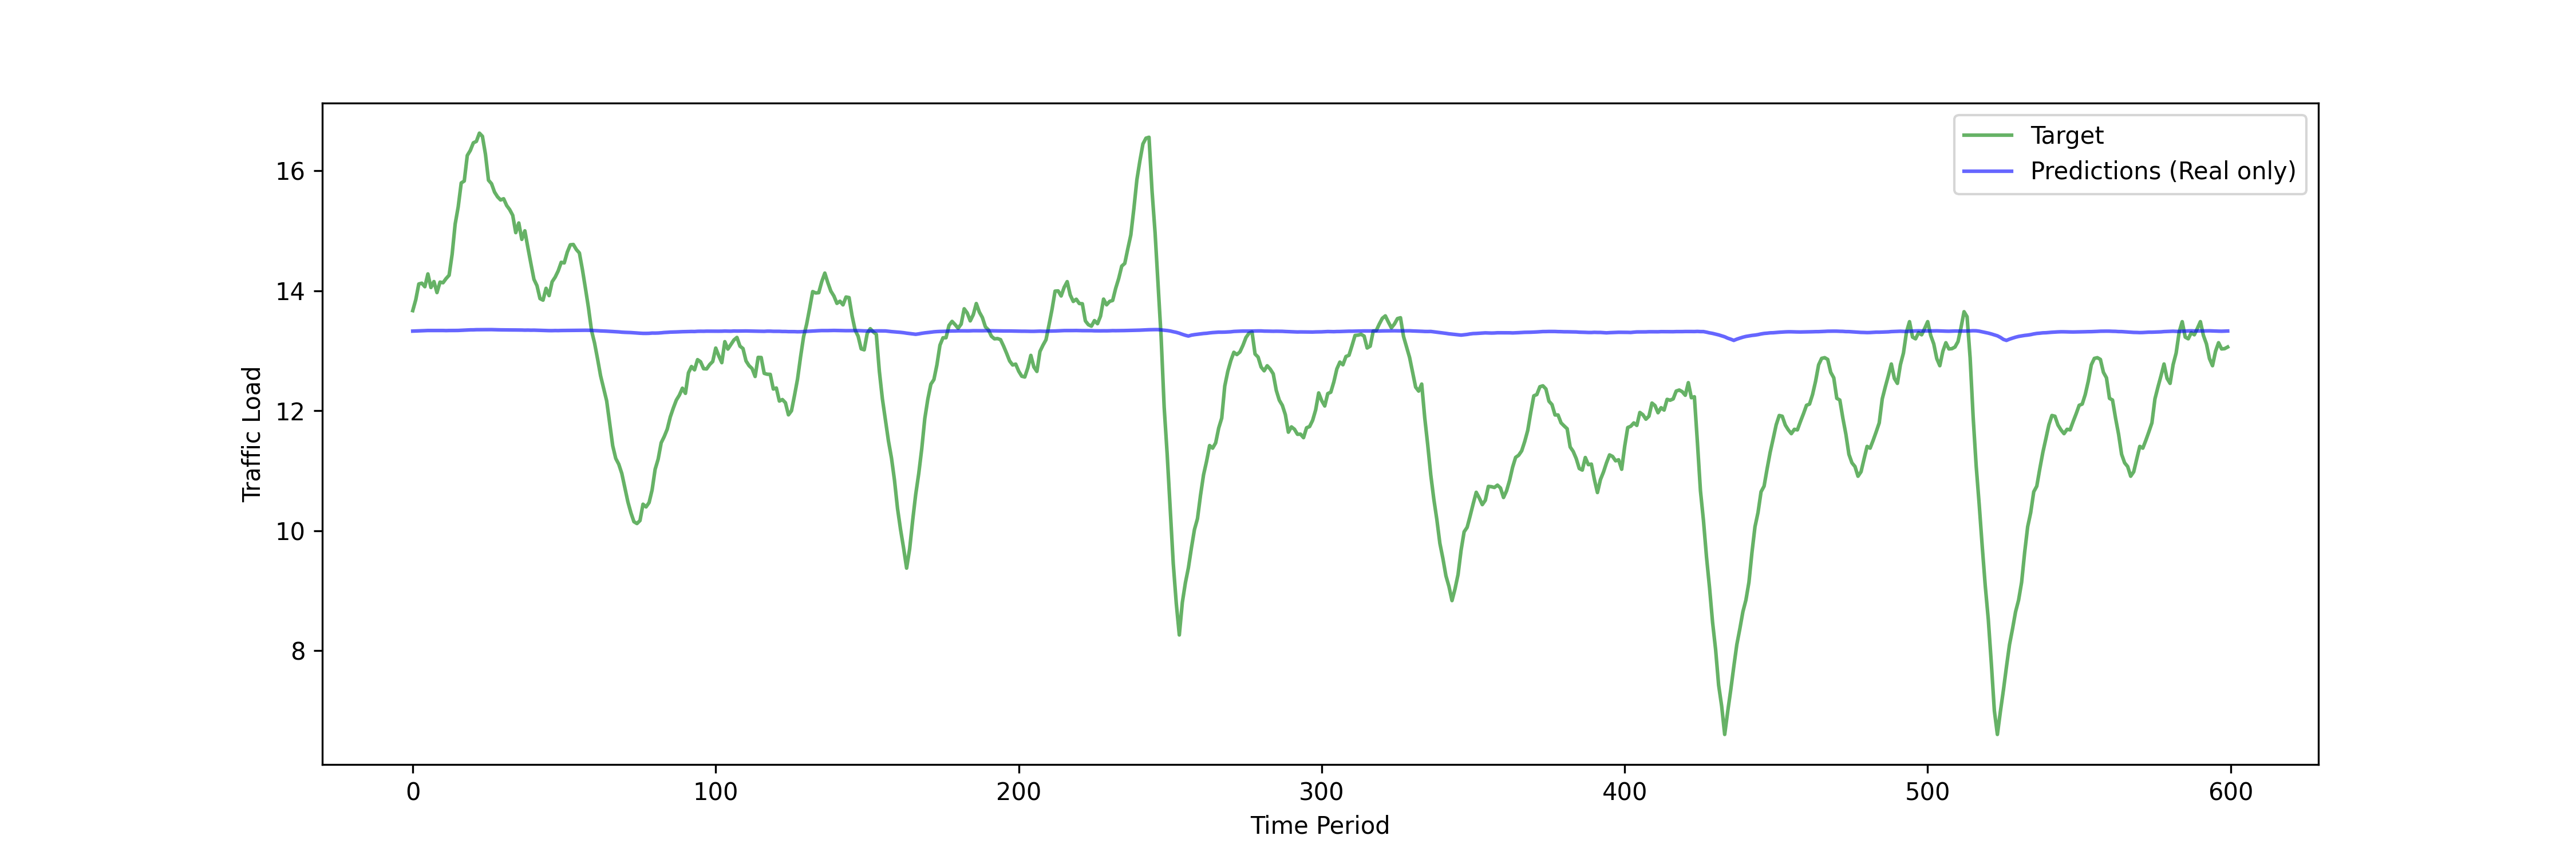 Target
Predictions (Real only)
16
14
12
10
8
Traffic Load
0 100 200 300 400 500 600
Time Period